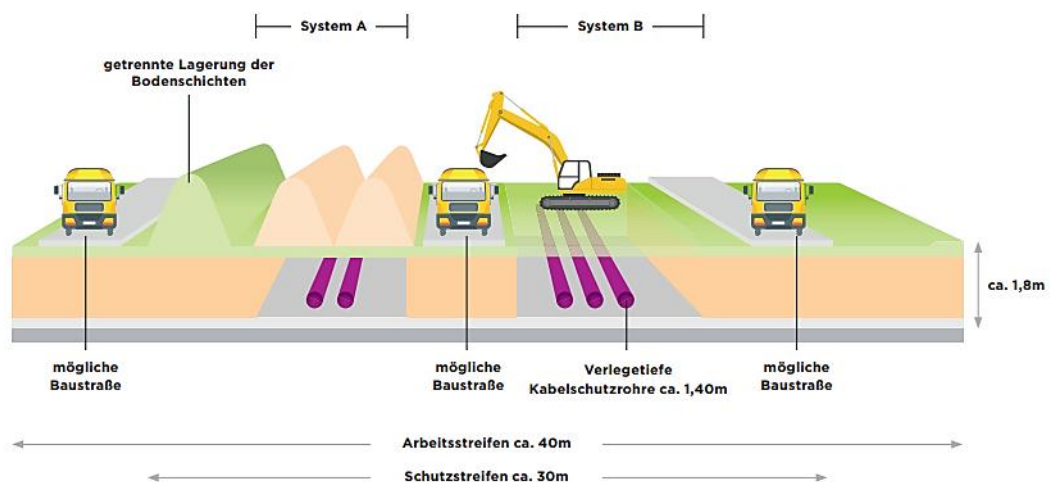 System A
System B
getrennte Lagerung der
Bodenschichten
ca. 1,8m
mögliche
Baustraße
mögliche
Baustraße
Verlegetiefe
Kabelschutzrohre ca. 1,40m
mögliche
Baustraße
Arbeitsstreifen ca. 40m
Schutzstreifen ca. 30m